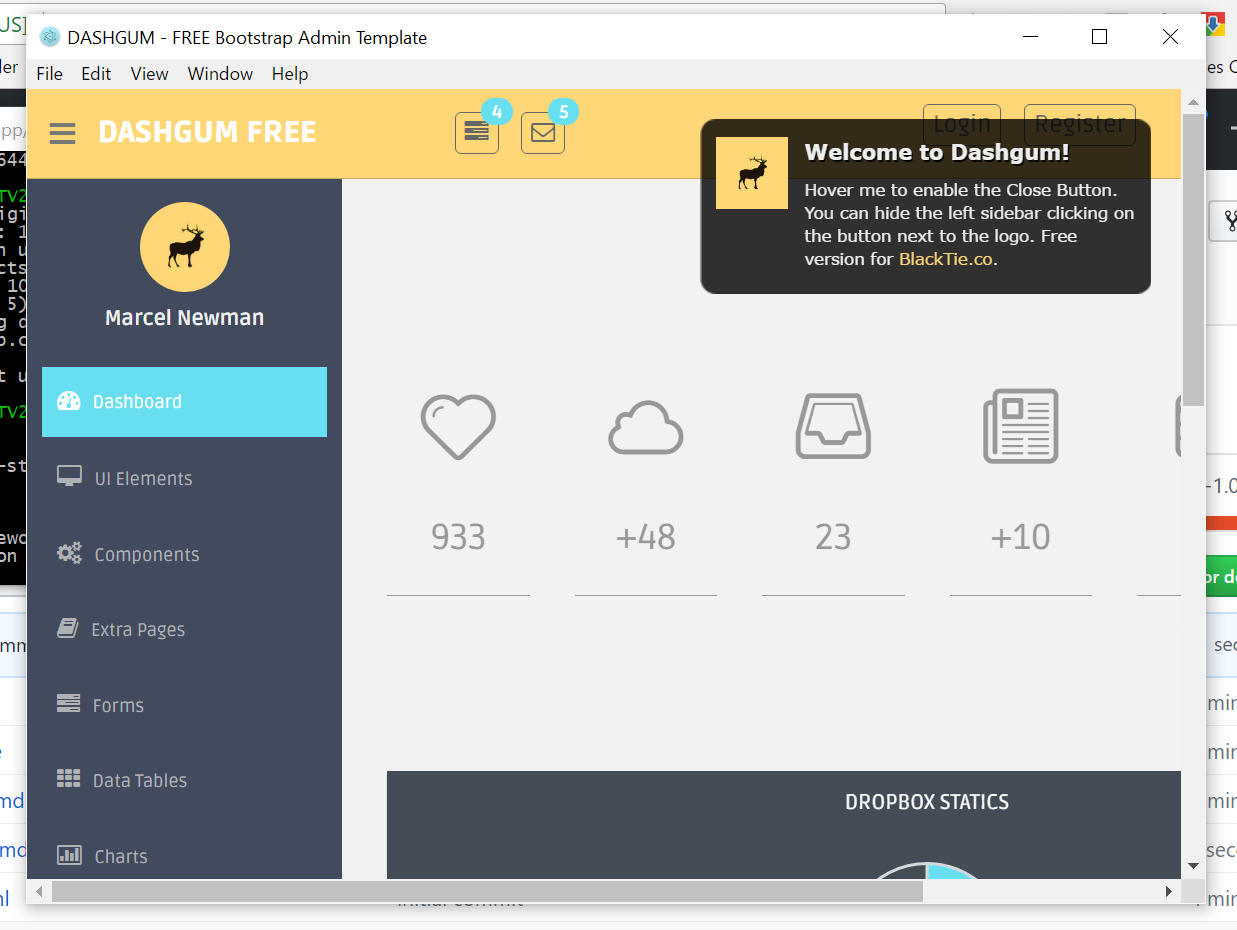 US]
DASHGUM - FREE Bootstrap Admin Template
File Edit View Window Help
DASHGUM FREE
4
5
Login
Register
Welcome to Dashgum!
Hover me to enable the Close Button.
You can hide the left sidebar clicking on
the button next to the logo. Free
version for BlackTie.co.
Marcel Newman
Dashboard
UI Elements
Components
Extra Pages
Forms
Data Tables
Charts
933
+48
23
+10
DROPBOX STATICS
-1.0